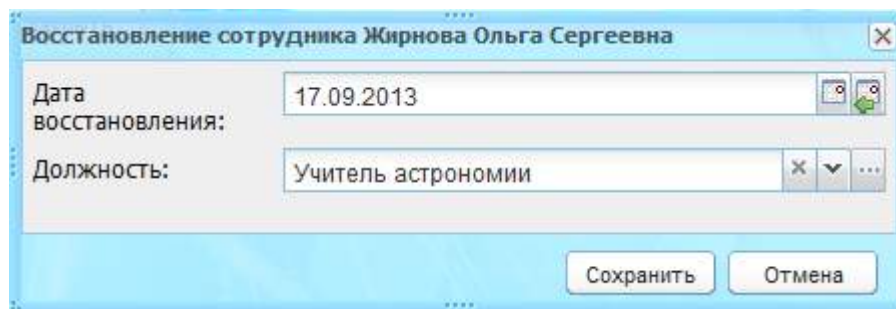 Восстановление сотрудника Жирнова Ольга Сергеевна
Дата
восстановления:
17.09.2013
Должность:
Учитель астрономии
Сохранить
Отмена